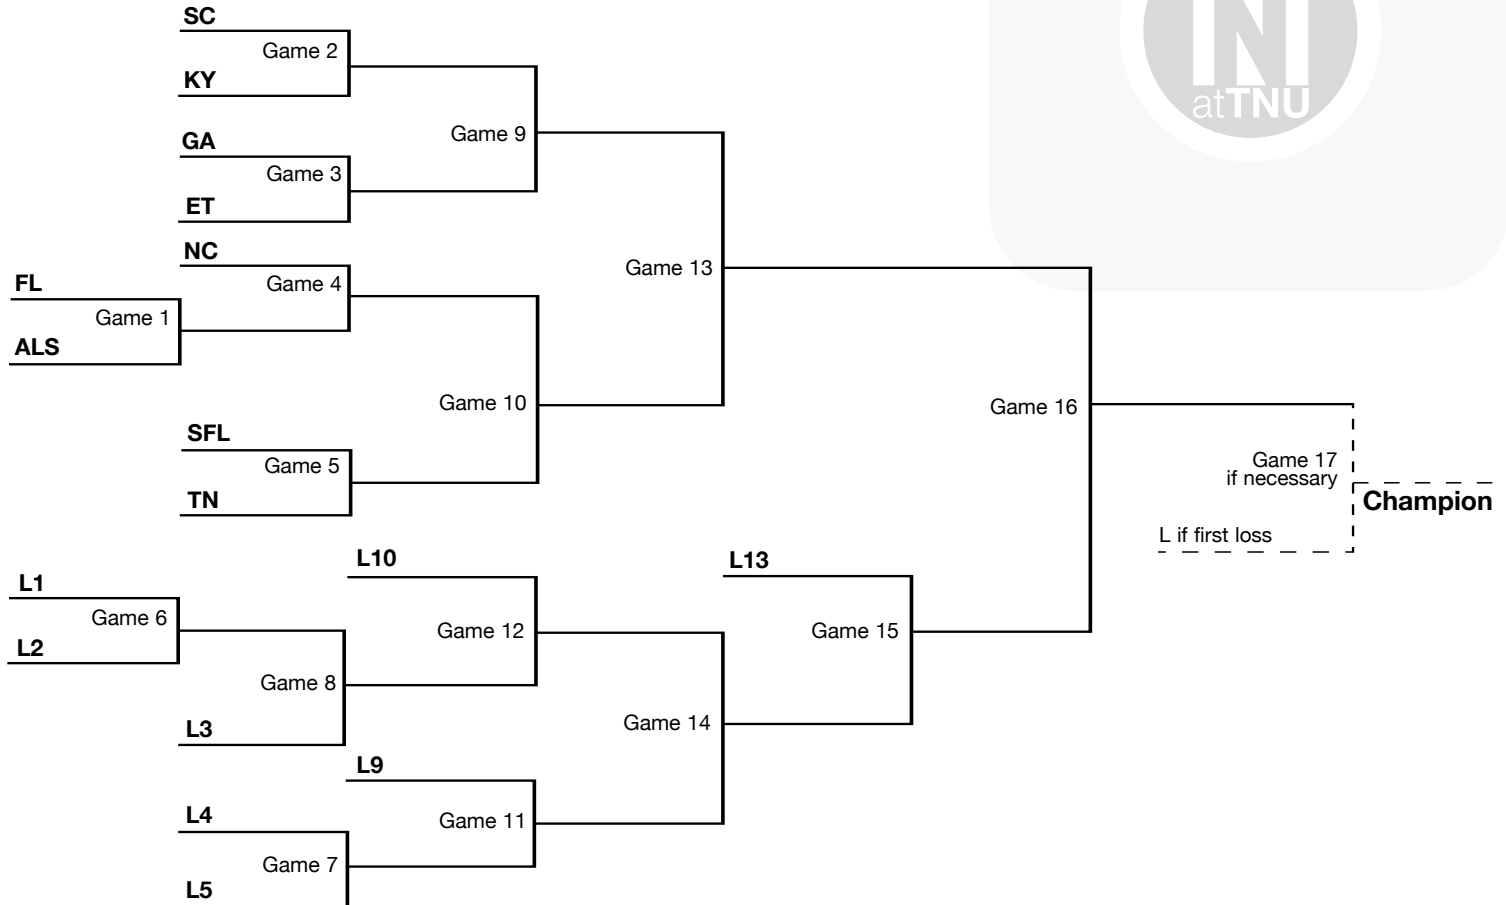 SC
Game 2
KY
GA
Game 3
ET
Game 9
NC
Game 4
FL
Game 1
ALS
Game 13
Game 10
SFL
Game 5
TN
Game 16
Game 17
if necessary
Champion
L if first loss
L1
Game 6
L2
L10
Game 12
Game 8
L3
L13
Game 15
Game 14
L9
Game 11
L4
Game 7
L5
atTNU